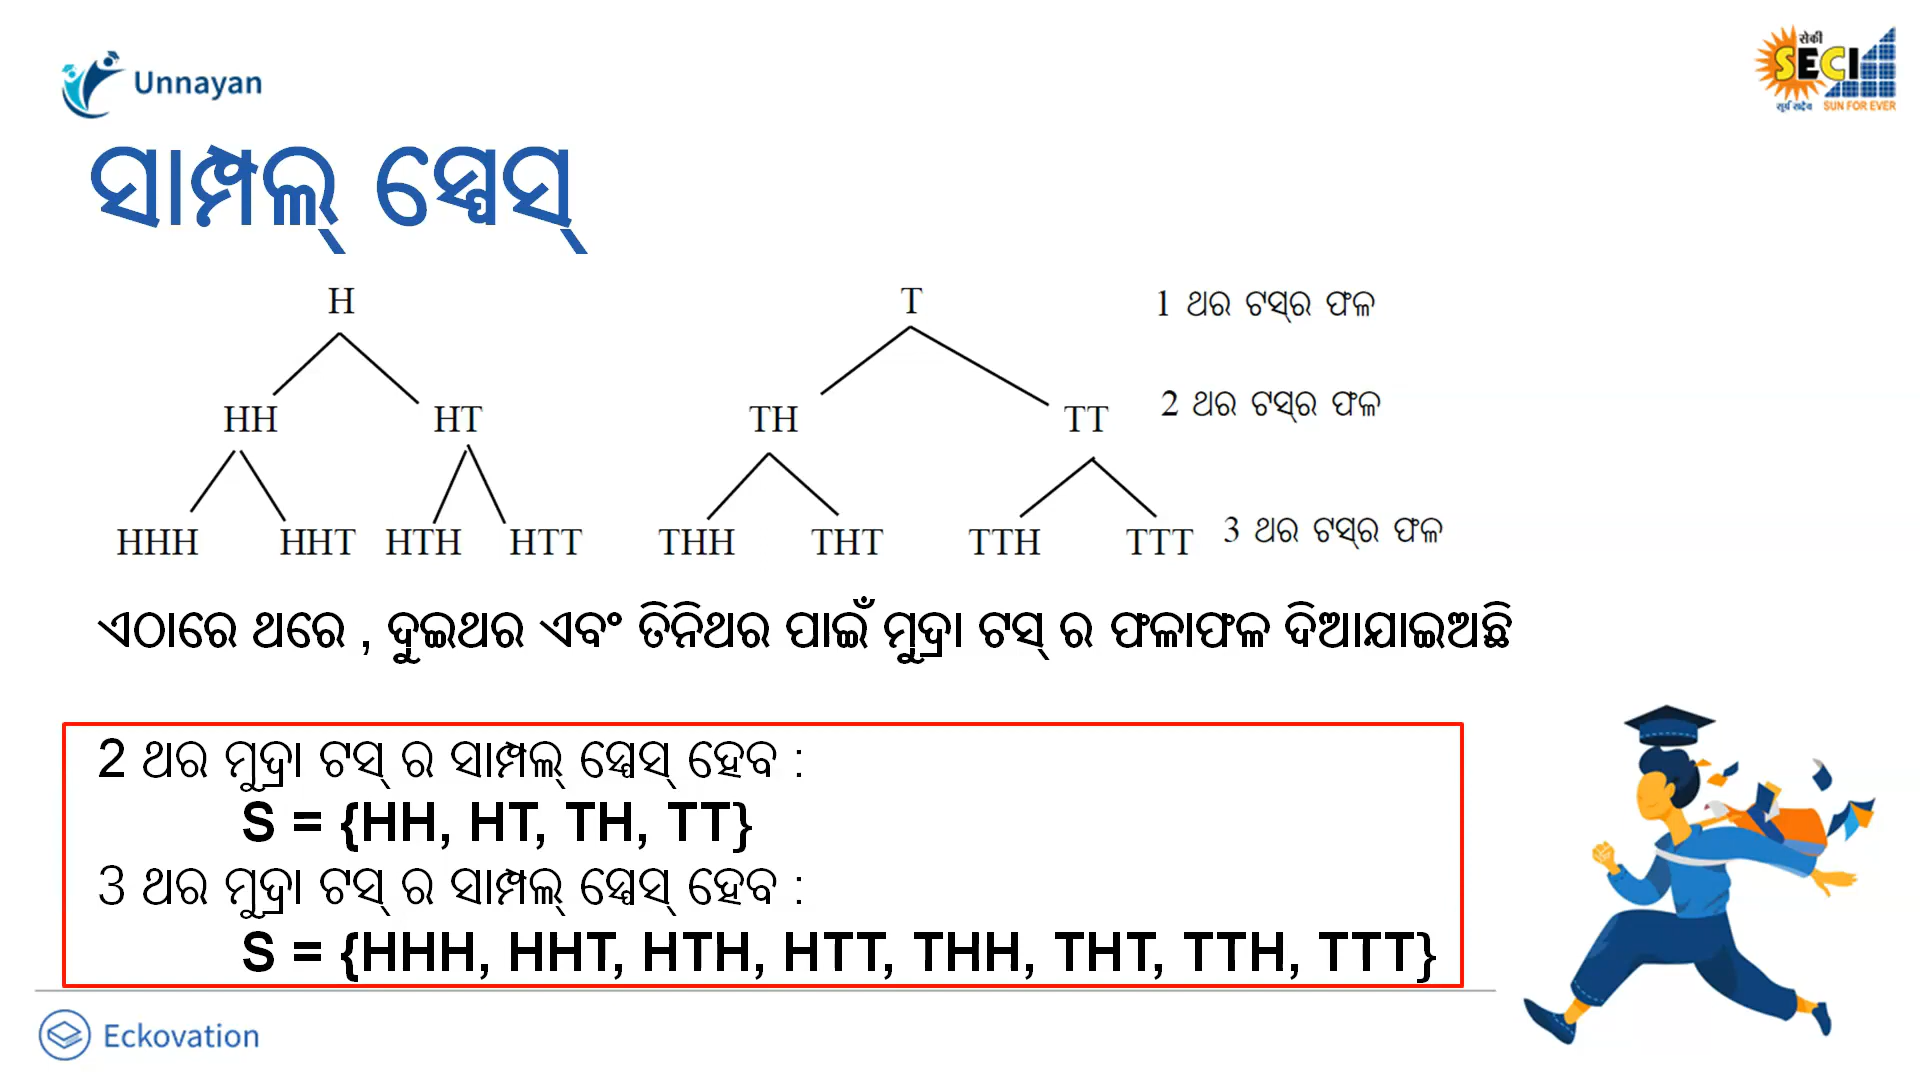 Unnayan
सेकी
SECI
सूर्य सदैव SUN FOR EVER
ସାମ୍ପଲ୍ ସ୍ପେସ୍
H T 1 ଥର ଟସ୍‌ର ଫଳ
HH HT TH TT 2 ଥର ଟସ୍‌ର ଫଳ
HHH HHT HTH HTT THH THT TTH TTT 3 ଥର ଟସ୍‌ର ଫଳ
ଏଠାରେ ଥରେ , ଦୁଇଥର ଏବଂ ତିନିଥର ପାଇଁ ମୁଦ୍ରା ଟସ୍ ର ଫଳାଫଳ ଦିଆଯାଇଅଛି
2 ଥର ମୁଦ୍ରା ଟସ୍ ର ସାମ୍ପଲ୍ ସ୍ପେସ୍ ହେବ :
S = {HH, HT, TH, TT}
3 ଥର ମୁଦ୍ରା ଟସ୍ ର ସାମ୍ପଲ୍ ସ୍ପେସ୍ ହେବ :
S = {HHH, HHT, HTH, HTT, THH, THT, TTH, TTT}
Eckovation